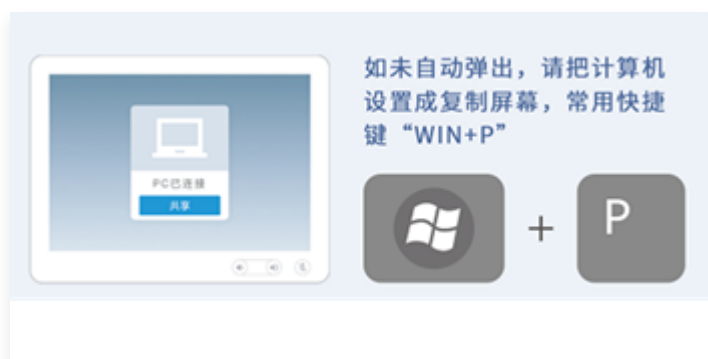 如未自动弹出，请把计算机
设置成复制屏幕，常用快捷
键“WIN+P”
PC已连接
共享
+
P